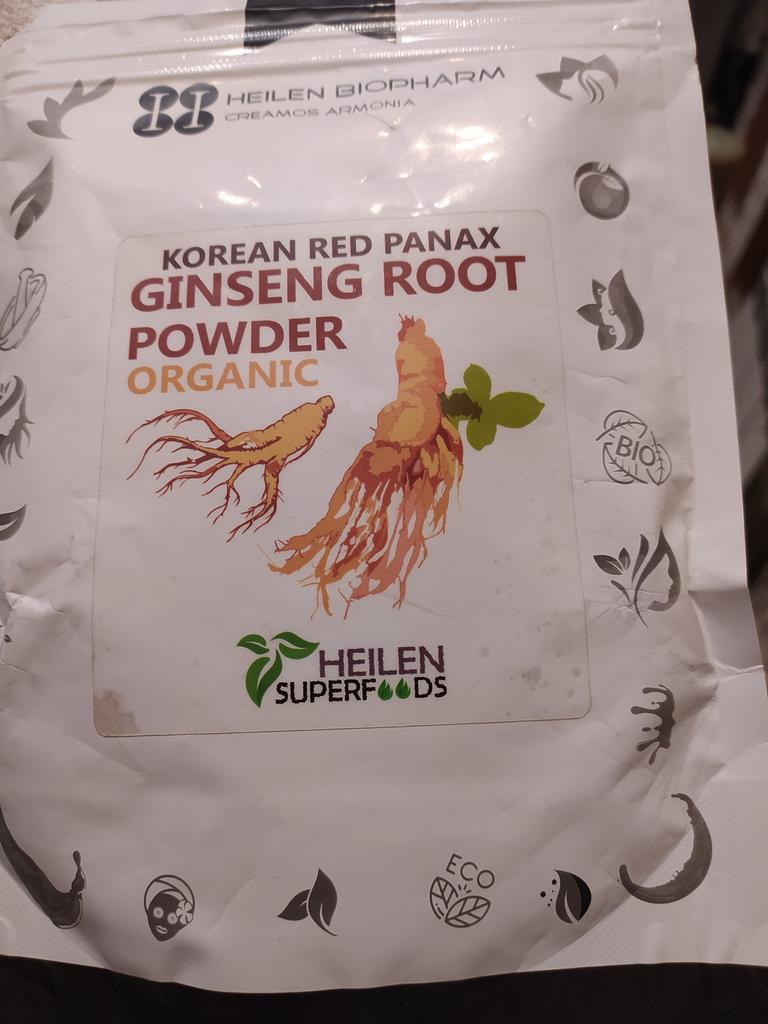 HEILEN BIOPHARM
CREAMOS ARMONIA
KOREAN RED PANAX
GINSENG ROOT
POWDER
ORGANIC
BIO
HEILEN
SUPERFOODS
ECO